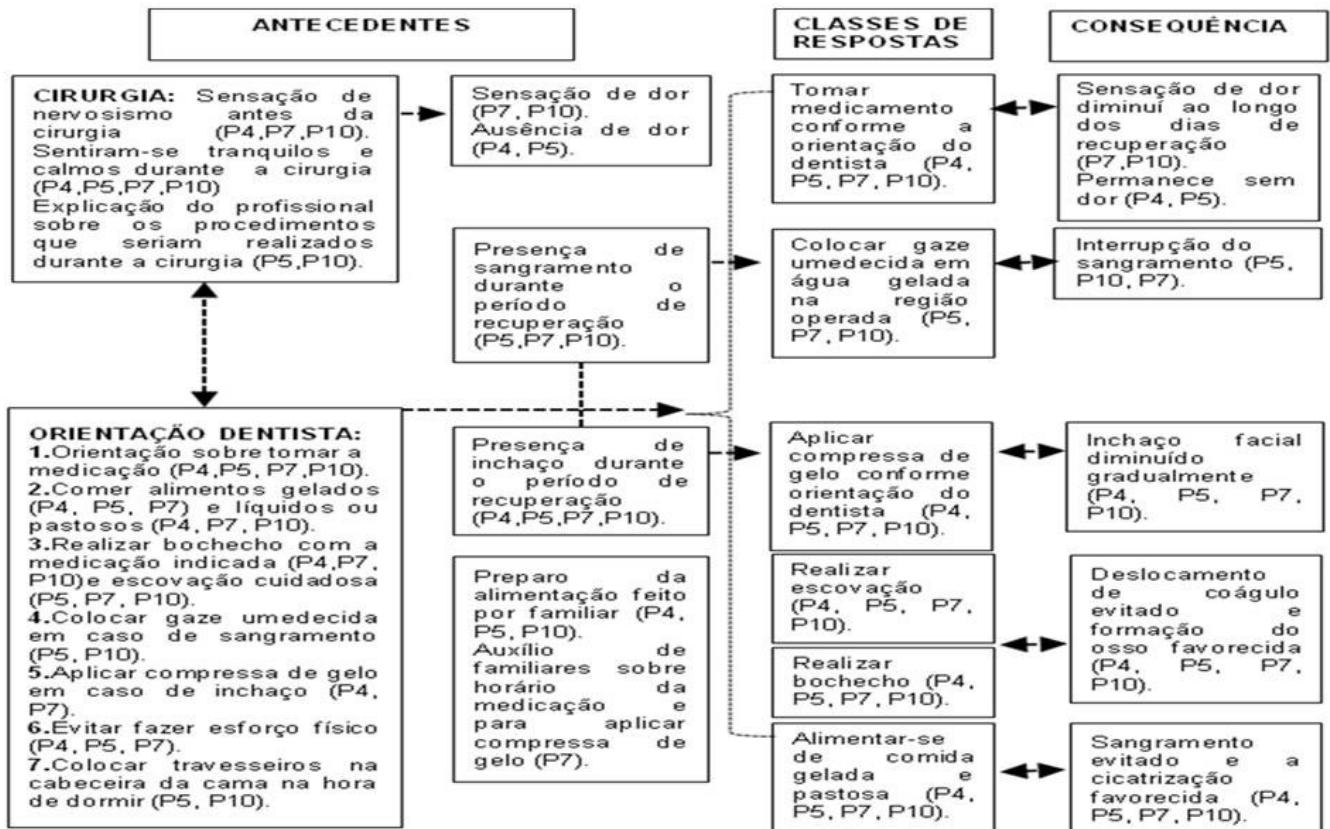 ANTECEDENTES
CLASSES DE
RESPOSTAS
CONSEQUÊNCIA
CIRURGIA: Sensação de
nervosismo antes da
cirurgia (P4,P7,P10).
Sentiram-se tranquilos e
calmos durante a cirurgia
(P4,P5,P7,P10)
Explicação do profissional
sobre os procedimentos
que seriam realizados
durante a cirurgia (P5,P10).
ORIENTAÇÃO DENTISTA:
1.Orientação sobre tomar a
medicação (P4,P5, P7,P10).
2.Comer alimentos gelados
(P4, P5, P7) e líquidos ou
pastosos (P4, P7, P10).
3.Realizar bochecho com a
medicação indicada (P4,P7,
P10)e escovação cuidadosa
(P5, P7, P10).
4.Colocar gaze umedecida
em caso de sangramento
(P5, P10).
5.Aplicar compressa de gelo
em caso de inchaço (P4,
P7).
6.Evitar fazer esforço físico
(P4, P5, P7).
7.Colocar travesseiros na
cabeceira da cama na hora
de dormir (P5, P10).
Sensação de dor
(P7, P10).
Ausência de dor
(P4, P5).
Presença de
sangramento
durante o
período de
recuperação
(P5,P7,P10).
Presença de
inchaço durante
o período de
recuperação
(P4,P5,P7,P10).
Preparo da
alimentação feito
por familiar (P4,
P5, P10).
Auxílio de
familiares sobre
horário da
medicação e
para aplicar
compressa de
gelo (P7).
Tomar
medicamento
conforme a
orientação do
dentista (P4,
P5, P7, P10).
Colocar gaze
umedecida em
água gelada
na região
operada (P5,
P7, P10).
Aplicar
compressa de
gelo conforme
orientação do
dentista (P4,
P5, P7, P10).
Realizar
escovação
(P4, P5, P7,
P10).
Realizar
bochecho (P4,
P5, P7, P10).
Alimentar-se
de comida
gelada e
pastosa (P4,
P5, P7, P10).
Sensação de dor
diminuí ao longo
dos dias de
recuperação
(P7,P10).
Permanece sem
dor (P4, P5).
Interrupção do
sangramento (P5,
P10, P7).
Inchaço facial
diminuído
gradualmente
(P4, P5, P7,
P10).
Deslocamento
de coágulo
evitado e
formação do
osso favorecida
(P4, P5, P7,
P10).
Sangramento
evitado e a
cicatrização
favorecida (P4,
P5, P7, P10).